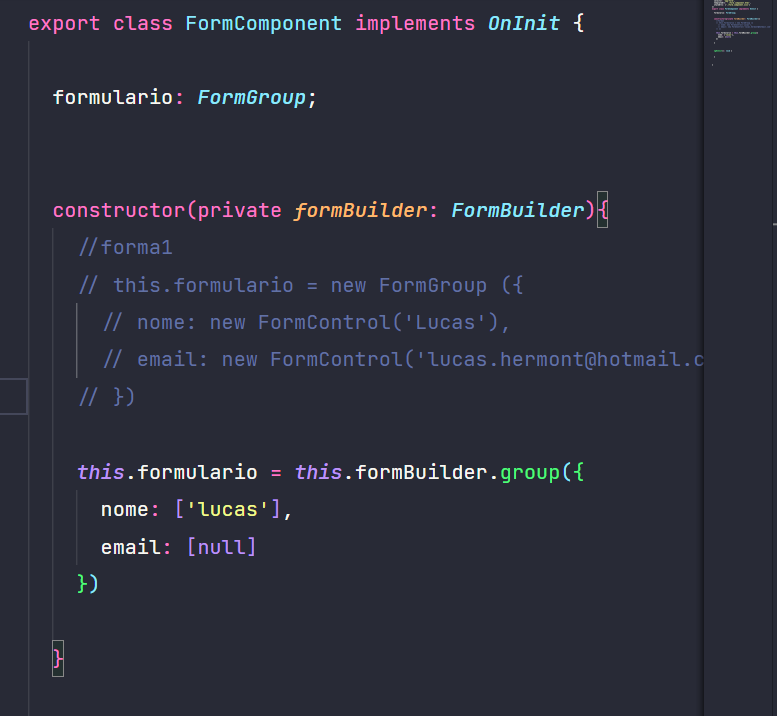 export class FormComponent implements OnInit {
formulario: FormGroup;
constructor(private formBuilder: FormBuilder){
//forma1
// this.formulario = new FormGroup ({
// nome: new FormControl('Lucas'),
// email: new FormControl('lucas.hermont@hotmail.c
// })
this.formulario = this.formBuilder.group({
nome: ['lucas'],
email: [null]
})
}